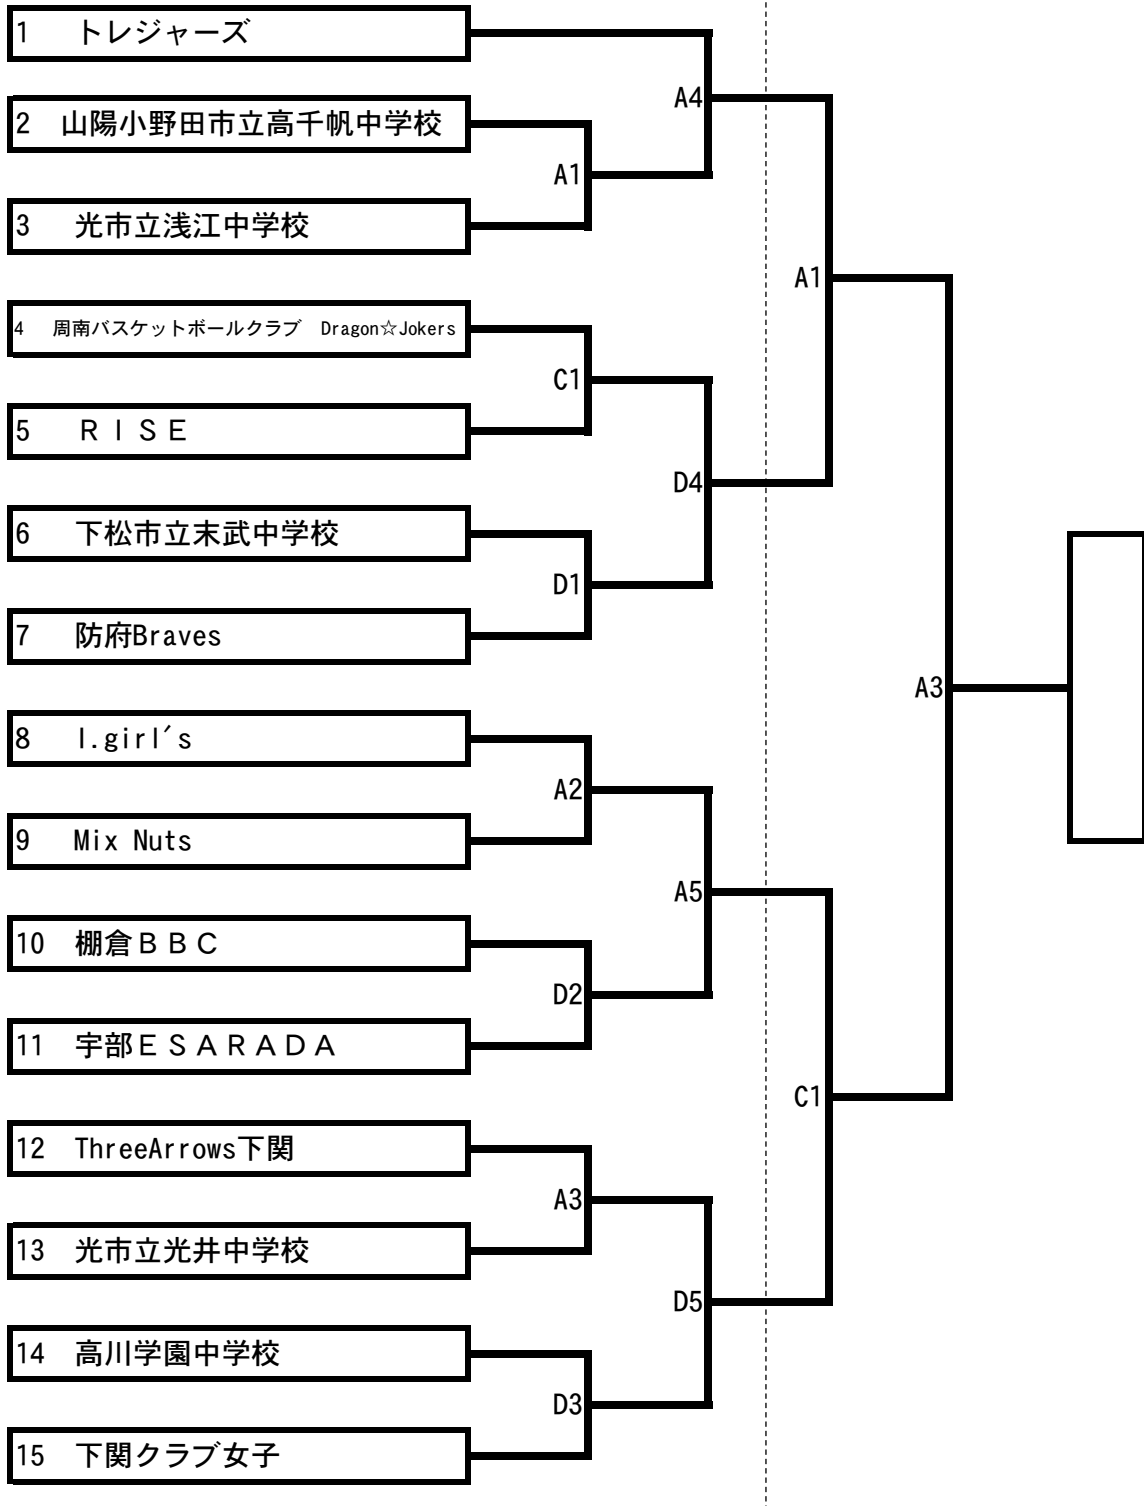 1 トレジャーズ
A4
2 山陽小野田市立高千帆中学校
A1
3 光市立浅江中学校
A1
4 周南バスケットボールクラブ Dragon☆Jokers
C1
5 ＲＩＳＥ
D4
6 下松市立末武中学校
D1
7 防府Braves
A3
8 I.girl´s
A2
9 Mix Nuts
A5
10 棚倉ＢＢＣ
D2
11 宇部ＥＳＡＲＡＤＡ
C1
12 ThreeArrows下関
A3
13 光市立光井中学校
D5
14 高川学園中学校
D3
15 下関クラブ女子